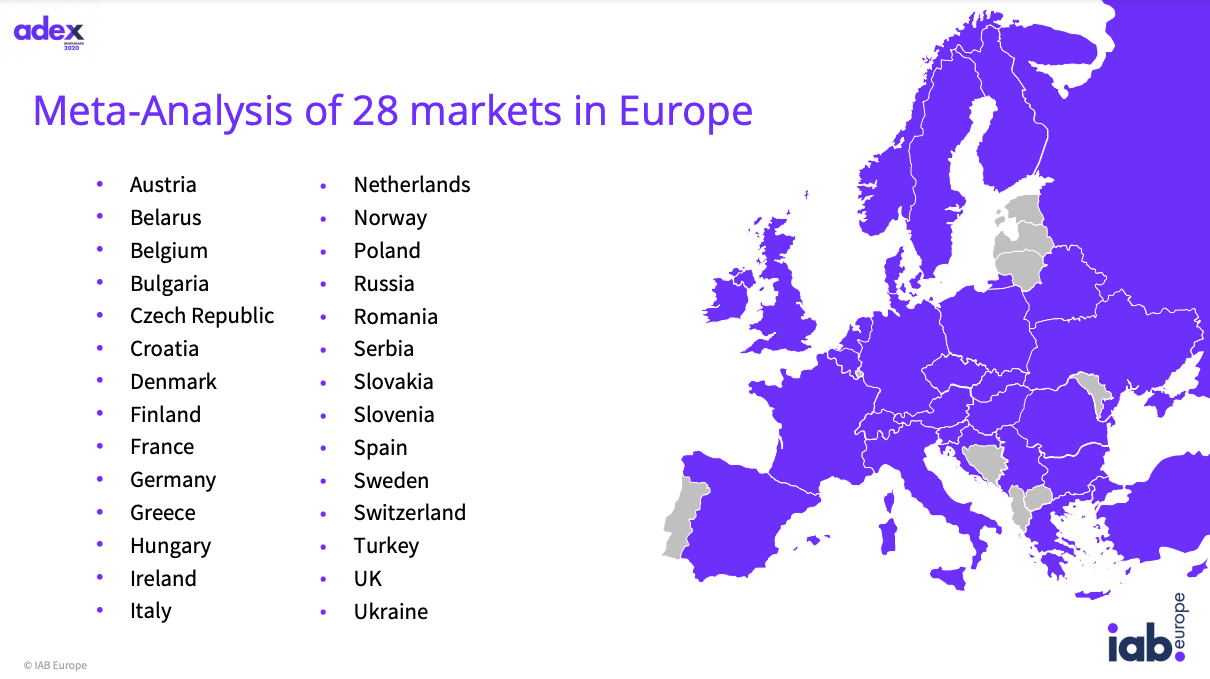 adex
BENCHMARK
2020
Meta-Analysis of 28 markets in Europe
• Austria
• Belarus
• Belgium
• Bulgaria
• Czech Republic
• Croatia
• Denmark
• Finland
• France
• Germany
• Greece
• Hungary
• Ireland
• Italy
• Netherlands
• Norway
• Poland
• Russia
• Romania
• Serbia
• Slovakia
• Slovenia
• Spain
• Sweden
• Switzerland
• Turkey
• UK
• Ukraine
© IAB Europe
iab.
europe